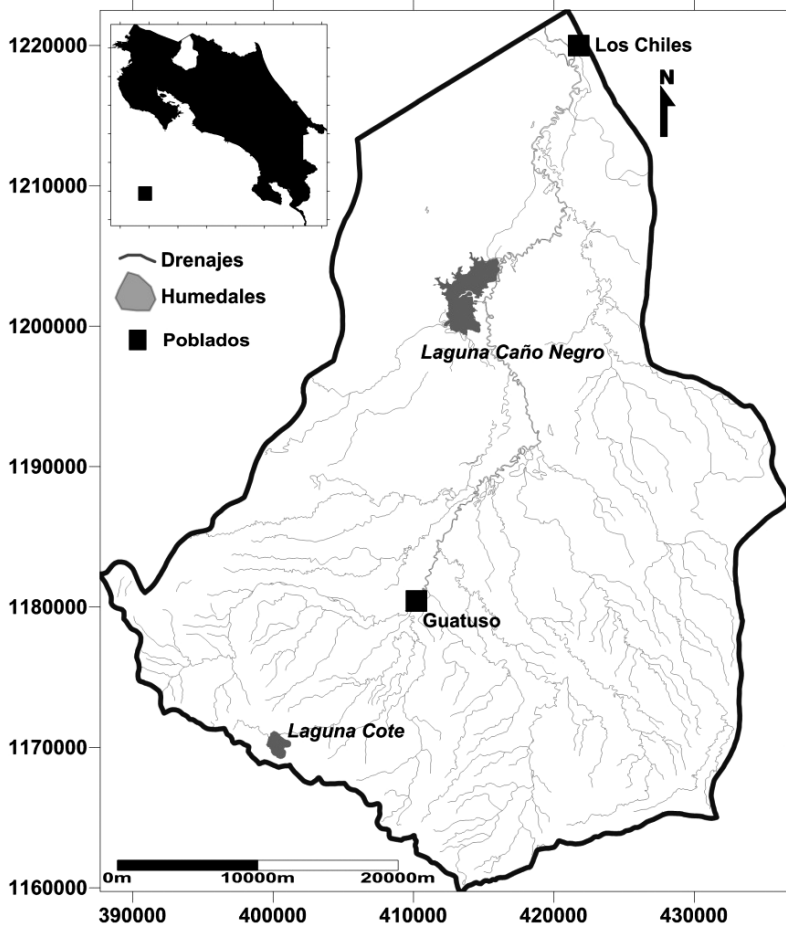 1220000
Los Chiles
N
1210000
Drenajes
Humedales
1200000
Poblados
Laguna Caño Negro
1190000
1180000
Guatuso
Laguna Cote
1170000
0m
10000m
20000m
1160000
390000
400000
410000
420000
430000